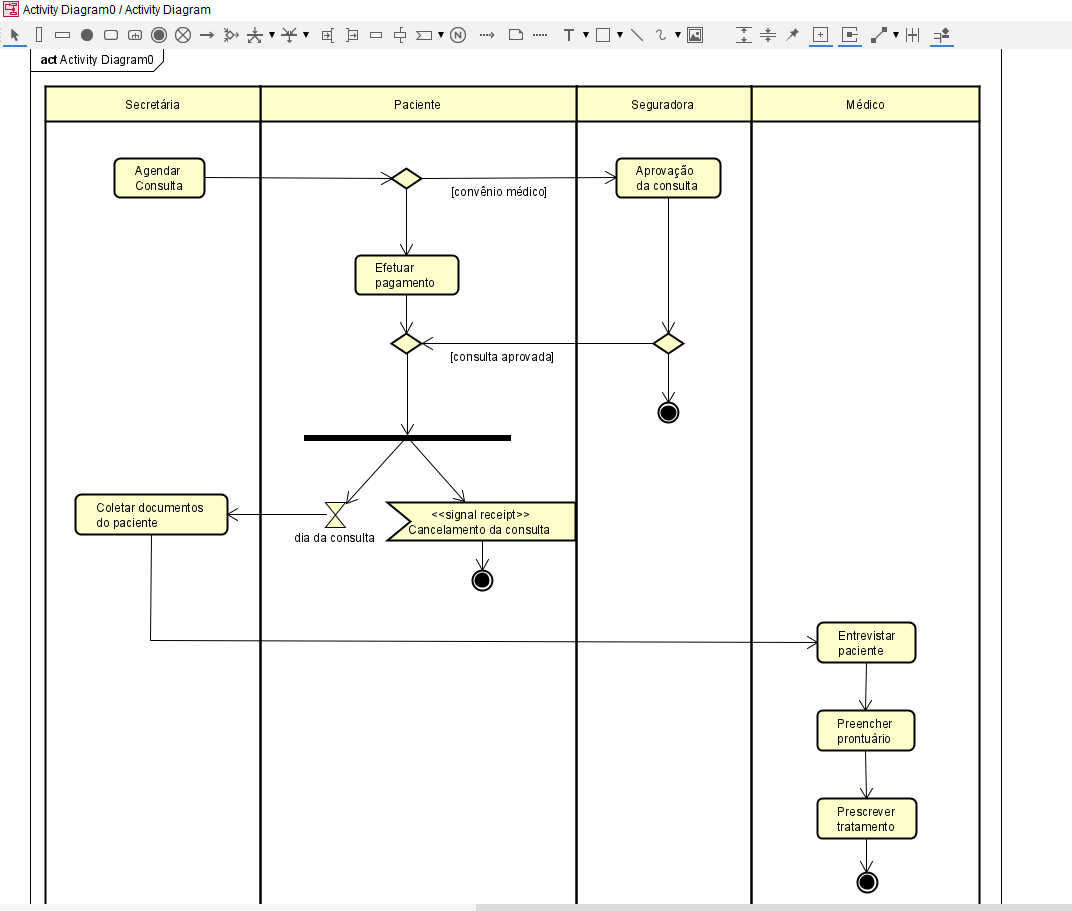 Activity Diagram0 / Activity Diagram
N
T
act Activity Diagram0
Secretária
Paciente
Seguradora
Médico
Agendar
Consulta
Aprovação
da consulta
[convênio médico]
Efetuar
pagamento
[consulta aprovada]
Coletar documentos
do paciente
<<signal receipt>>
Cancelamento da consulta
dia da consulta
Entrevistar
paciente
Preencher
prontuário
Prescrever
tratamento